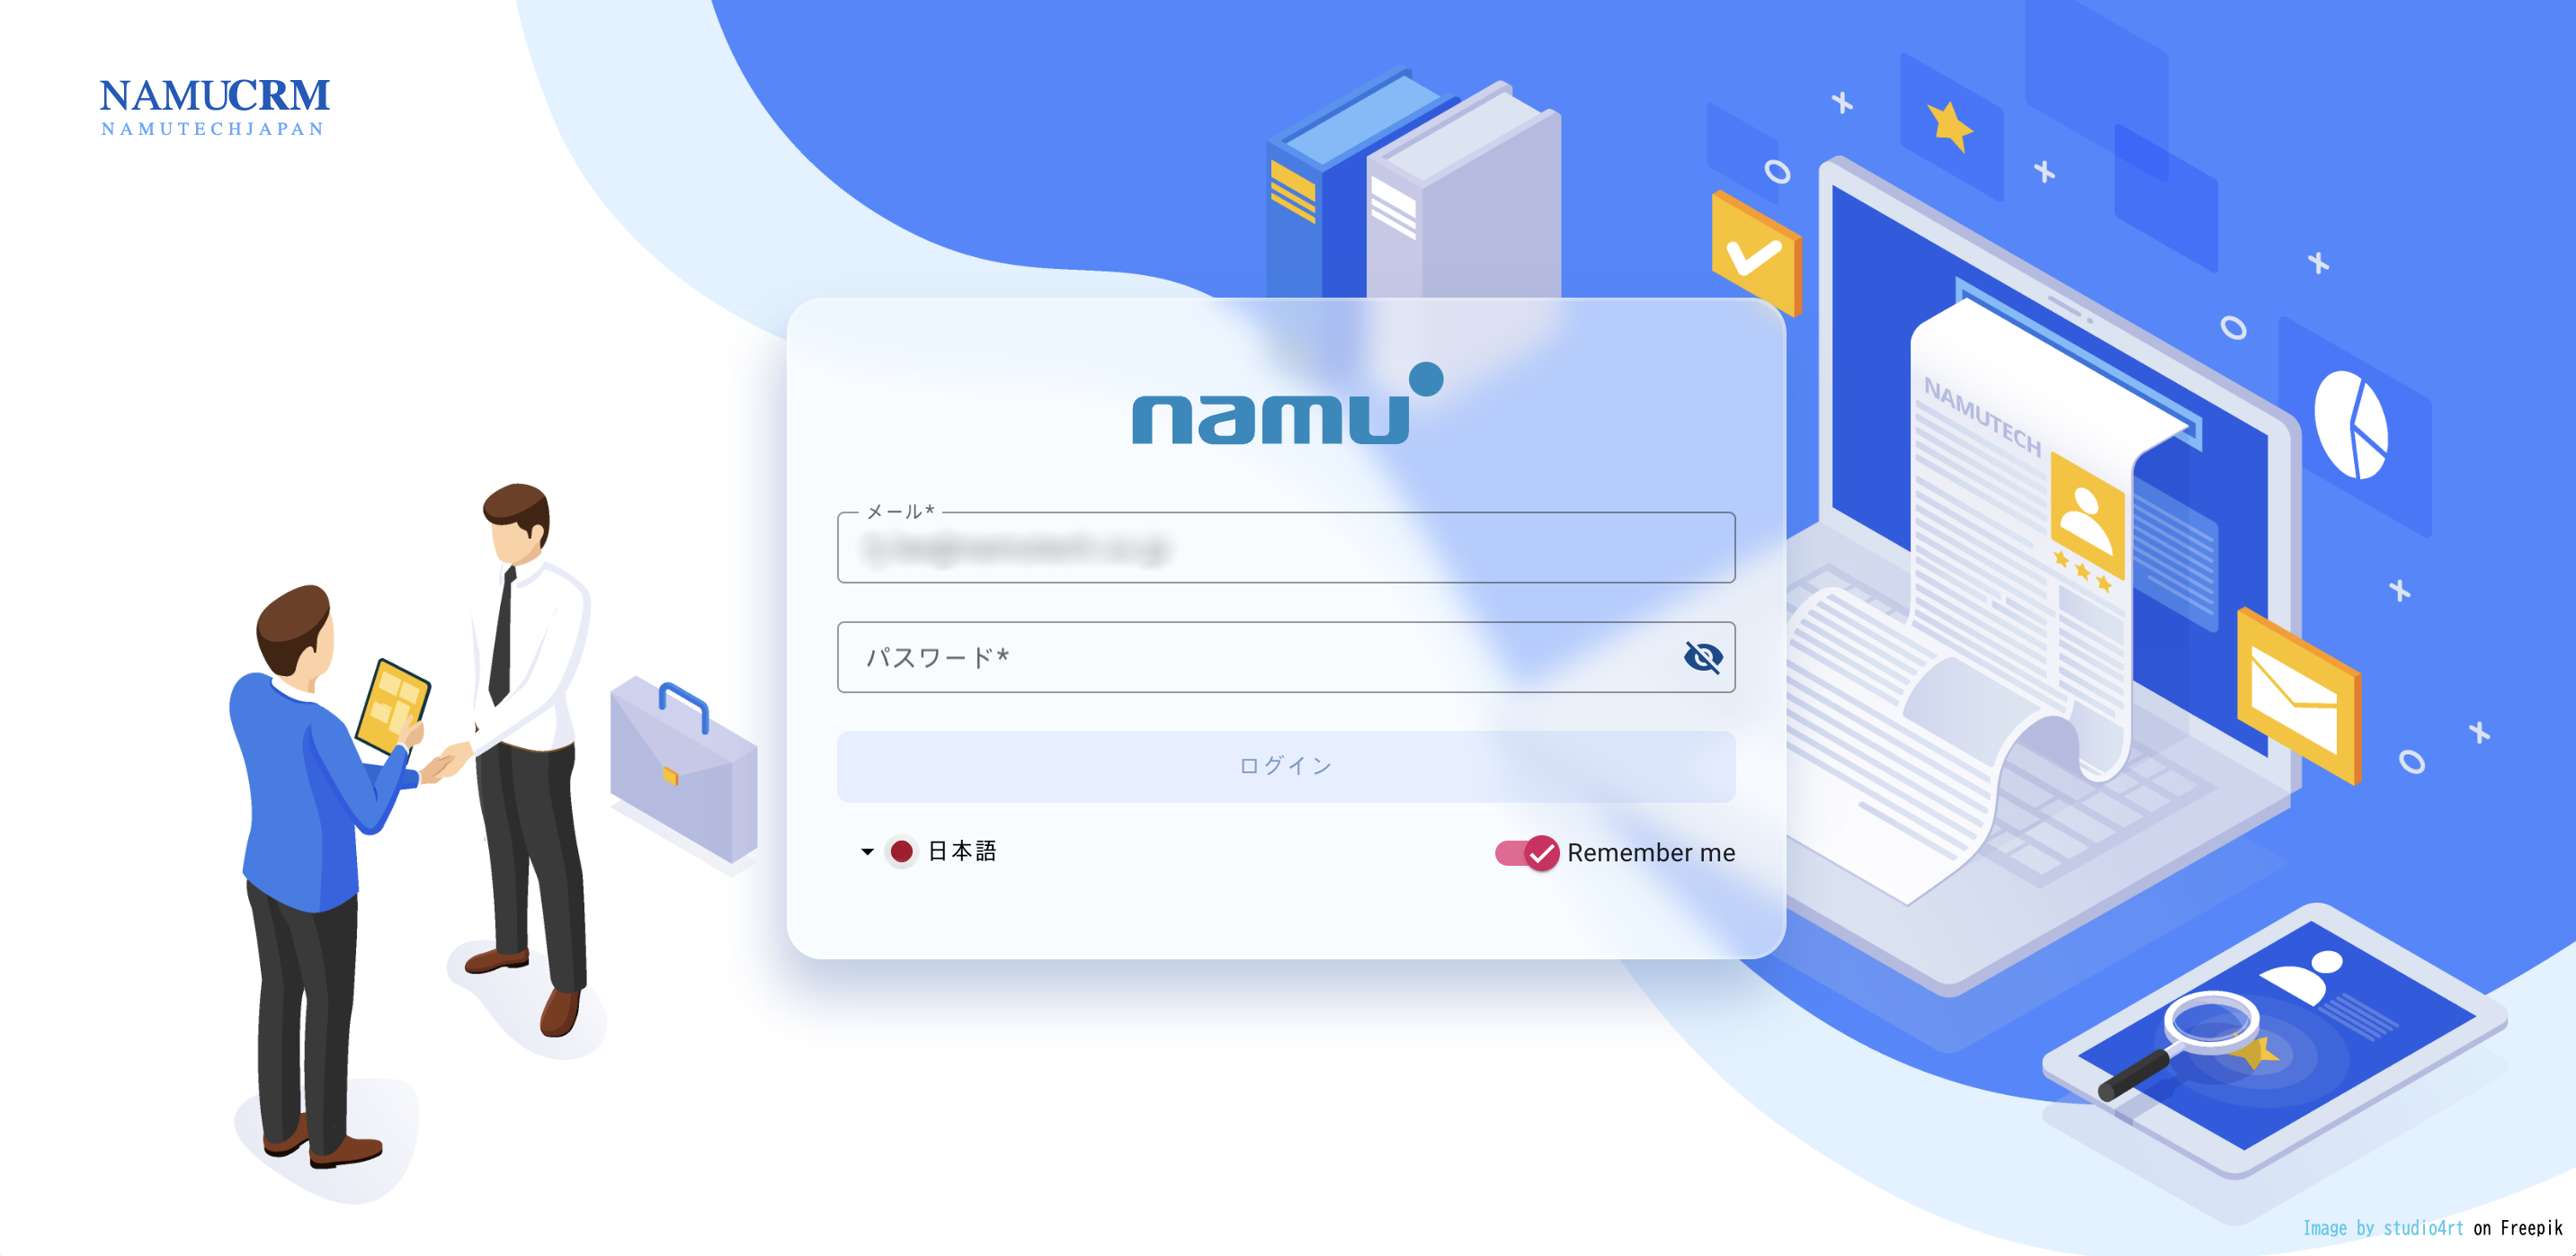 NAMUCRM
NAMUTECHJAPAN
namu
NAMUTECH
メール*
パスワード*
ログイン
日本語
Remember me
Image by studio4rt on Freepik